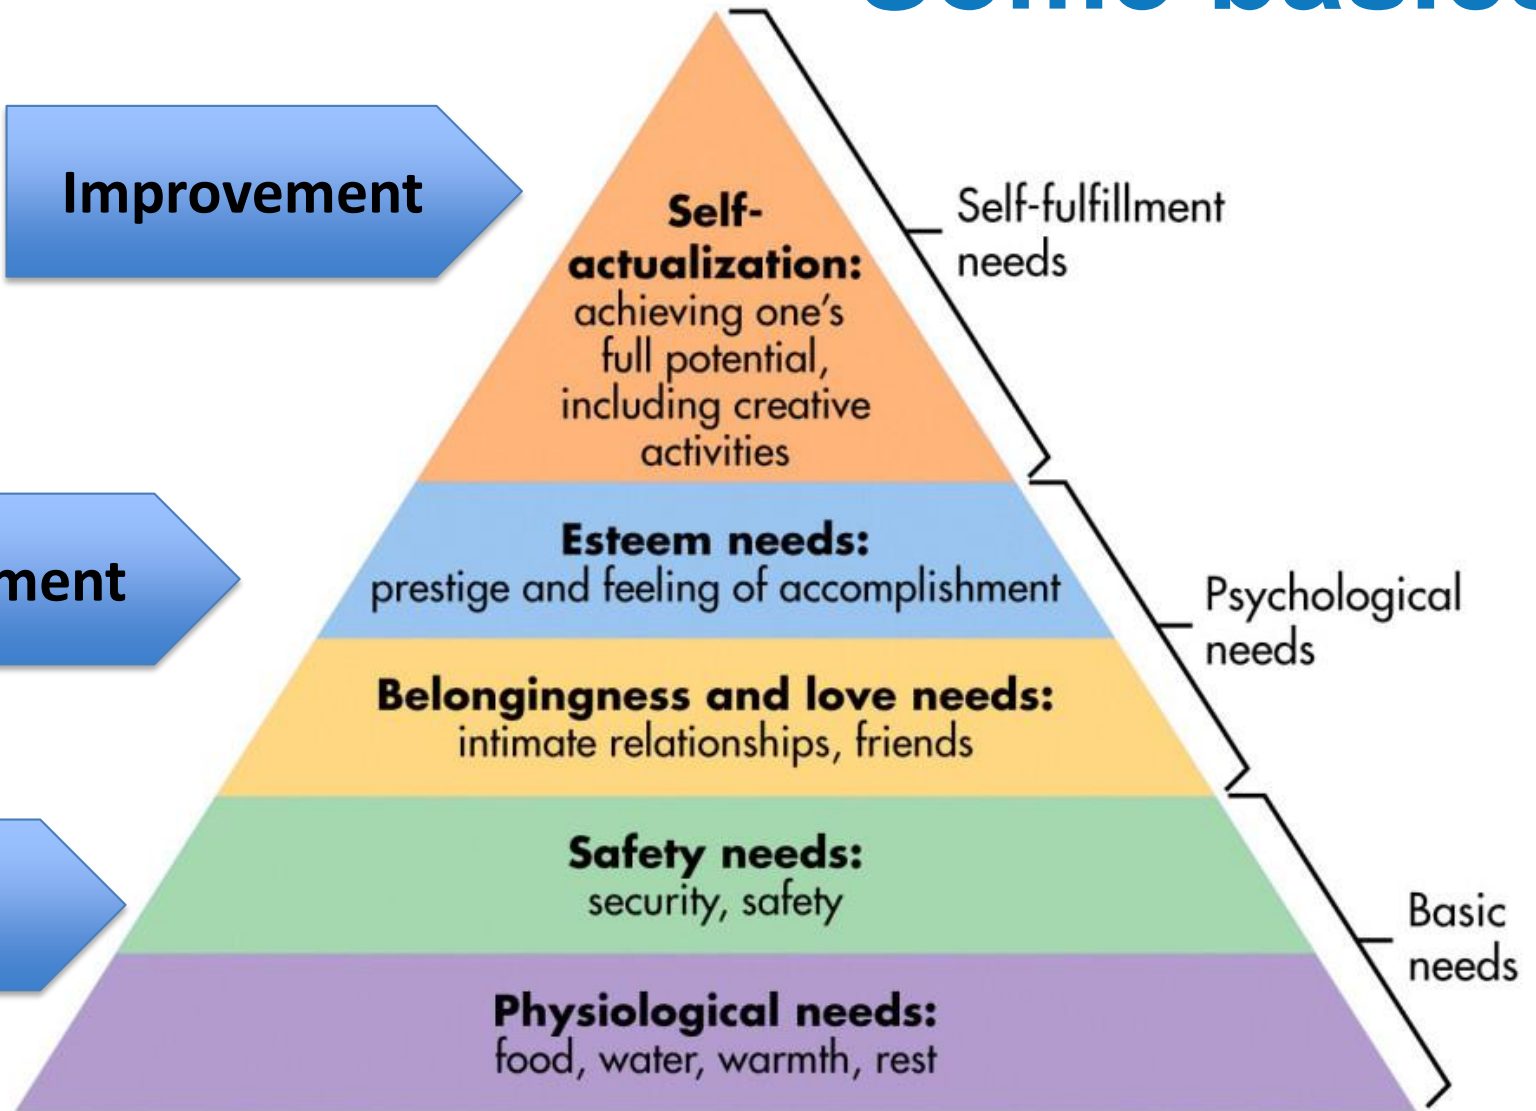 Improvement
Self-
actualization:
achieving one's
full potential,
including creative
activities
Self-fulfillment
needs
Esteem needs:
prestige and feeling of accomplishment
Psychological
needs
Belongingness and love needs:
intimate relationships, friends
Safety needs:
security, safety
Basic
needs
Physiological needs:
food, water, warmth, rest